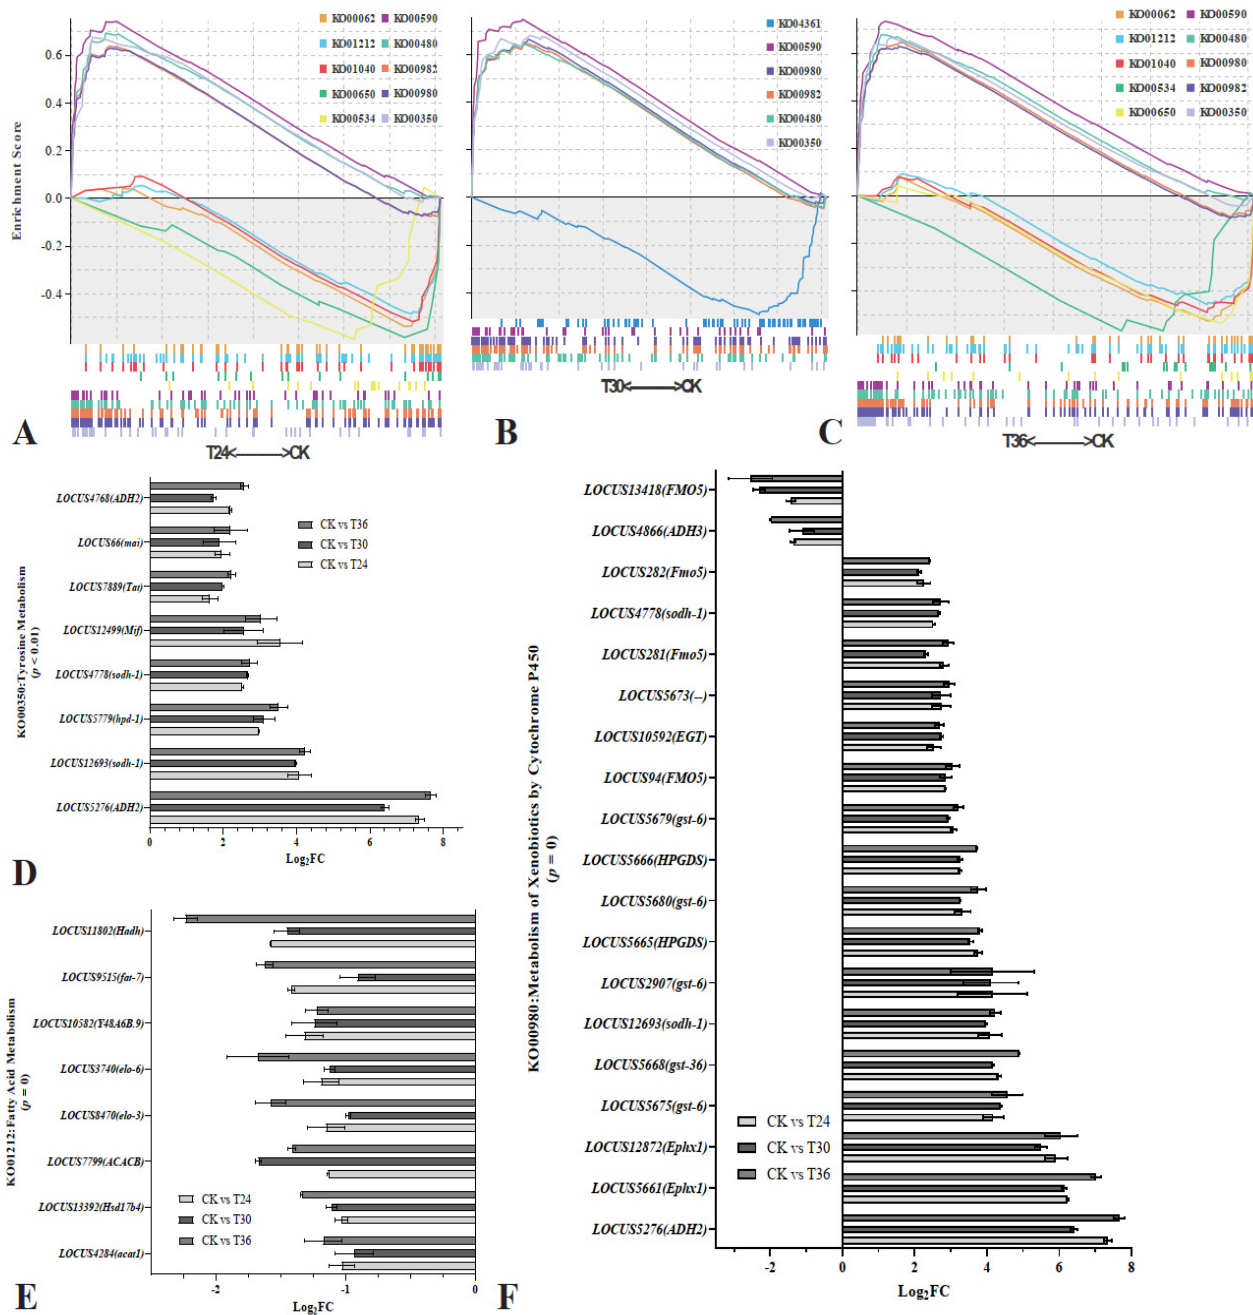 KO00062 KO00590
KO01212 KO00480
KO01040 KO00982
KO00650 KO00980
KO00534 KO00350
Enrichment Score
0.6
0.4
0.2
0.0
-0.2
-0.4
A
T24<------->CK
KO04361
KO00590
KO00980
KO00982
KO00480
KO00350
B
T30<------->CK
KO00062 KO00590
KO01212 KO00480
KO01040 KO00980
KO00534 KO00982
KO00650 KO00350
C
T36<------->CK
KO00350:Tyrosine Metabolism
(p < 0.01)
LOCUS4768(ADH2)
LOCUS66(mai)
LOCUS7889(Tat)
LOCUS12499(Mif)
LOCUS4778(sodh-1)
LOCUS5779(hpd-1)
LOCUS12693(sodh-1)
LOCUS5276(ADH2)
CK vs T36
CK vs T30
CK vs T24
0 2 4 6 8
Log2FC
D
KO01212:Fatty Acid Metabolism
(p = 0)
LOCUS11802(Hadh)
LOCUS9515(fat-7)
LOCUS10582(Y48A6B.9)
LOCUS3740(elo-6)
LOCUS8470(elo-3)
LOCUS7799(ACACB)
LOCUS13392(Hsd17b4)
LOCUS4284(acat1)
CK vs T24
CK vs T30
CK vs T36
-2 -1 0
Log2FC
E
KO00980:Metabolism of Xenobiotics by Cytochrome P450
(p = 0)
LOCUS13418(FMO5)
LOCUS4866(ADH3)
LOCUS282(Fmo5)
LOCUS4778(sodh-1)
LOCUS281(Fmo5)
LOCUS5673(--)
LOCUS10592(EGT)
LOCUS94(FMO5)
LOCUS5679(gst-6)
LOCUS5666(HPGDS)
LOCUS5680(gst-6)
LOCUS5665(HPGDS)
LOCUS2907(gst-6)
LOCUS12693(sodh-1)
LOCUS5668(gst-36)
LOCUS5675(gst-6)
LOCUS12872(Ephx1)
LOCUS5661(Ephx1)
LOCUS5276(ADH2)
CK vs T24
CK vs T30
CK vs T36
-2 0 2 4 6 8
Log2FC
F